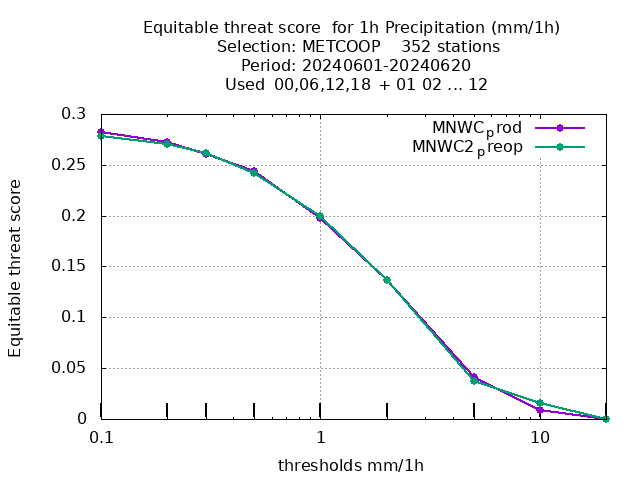 Equitable threat score  for 1h Precipitation (mm/1h)
Selection: METCOOP    352 stations
Period: 20240601-20240620
Used  00,06,12,18  + 01 02 ... 12
MNWCprod
MNWC2preop
0.3
0.25
0.2
0.15
0.1
0.05
0
Equitable threat score
0.1 1 10
thresholds mm/1h